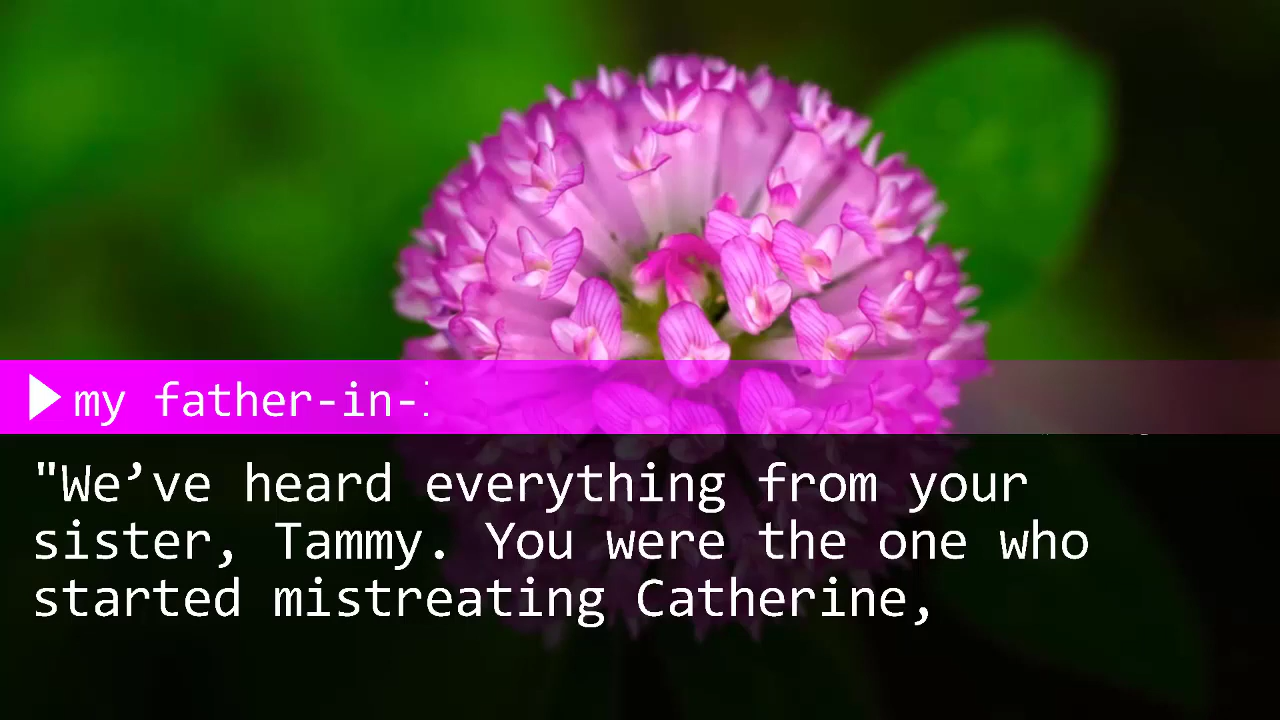 my father-in-
"We’ve heard everything from your
sister, Tammy. You were the one who
started mistreating Catherine,